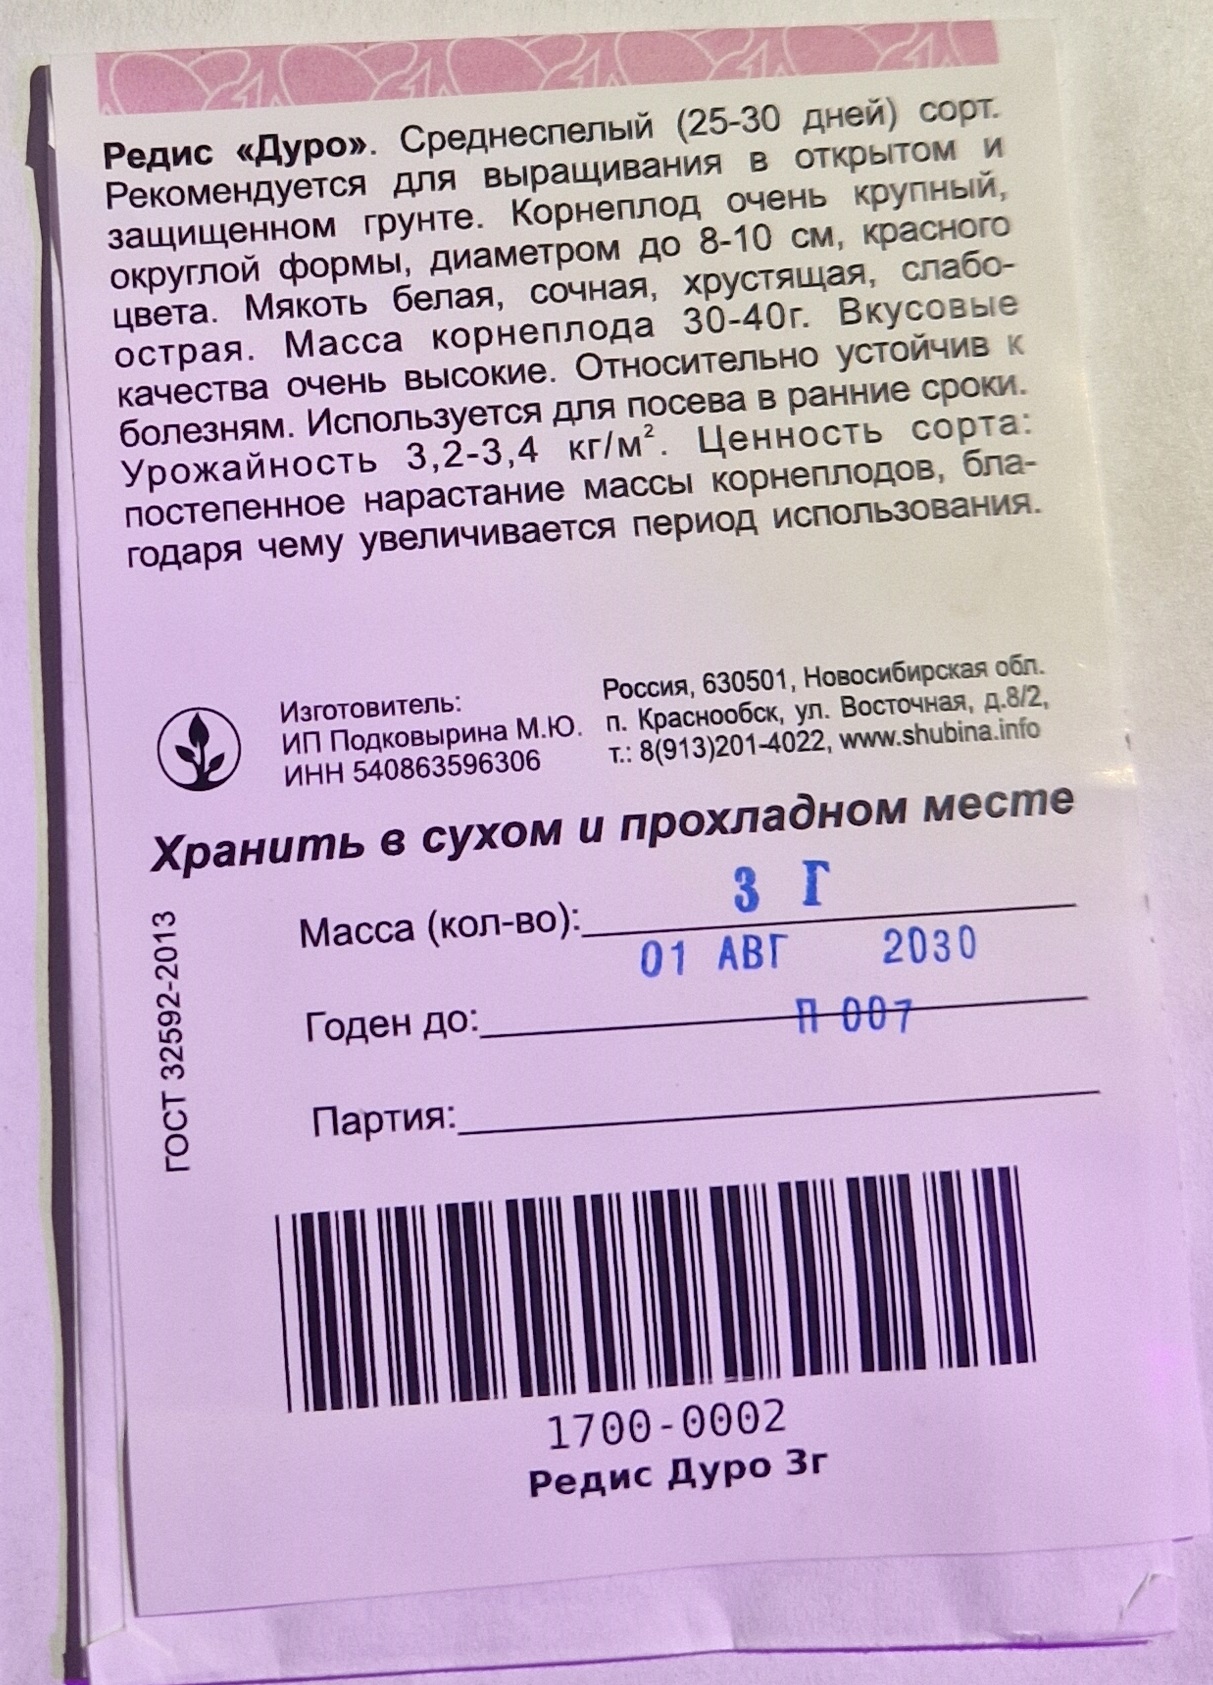 Редис «Дуро». Среднеспелый (25-30 дней) сорт.
Рекомендуется для выращивания в открытом и
защищенном грунте. Корнеплод очень крупный,
округлой формы, диаметром до 8-10 см, красного
цвета. Мякоть белая, сочная, хрустящая, слабо-
острая. Масса корнеплода 30-40г. Вкусовые
качества очень высокие. Относительно устойчив к
болезням. Используется для посева в ранние сроки.
Урожайность 3,2-3,4 кг/м². Ценность сорта:
постепенное нарастание массы корнеплодов, бла-
годаря чему увеличивается период использования.
Изготовитель:
ИП Подковырина М.Ю.
ИНН 540863596306
Россия, 630501, Новосибирская обл.
п. Краснообск, ул. Восточная, д.8/2,
т.: 8(913)201-4022, www.shubina.info
Хранить в сухом и прохладном месте
ГОСТ 32592-2013
Масса (кол-во): 3 Г
01 АВГ 2030
Годен до: П 007
Партия:
1700-0002
Редис Дуро 3г